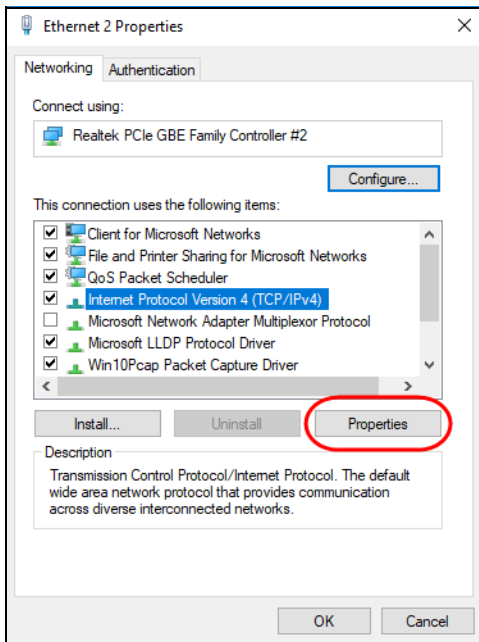 Ethernet 2 Properties
Networking Authentication
Connect using:
Realtek PCIe GBE Family Controller #2
Configure...
This connection uses the following items:
Client for Microsoft Networks
File and Printer Sharing for Microsoft Networks
QoS Packet Scheduler
Internet Protocol Version 4 (TCP/IPv4)
Microsoft Network Adapter Multiplexor Protocol
Microsoft LLDP Protocol Driver
Win10Pcap Packet Capture Driver
Install... Uninstall Properties
Description
Transmission Control Protocol/Internet Protocol. The default
wide area network protocol that provides communication
across diverse interconnected networks.
OK Cancel